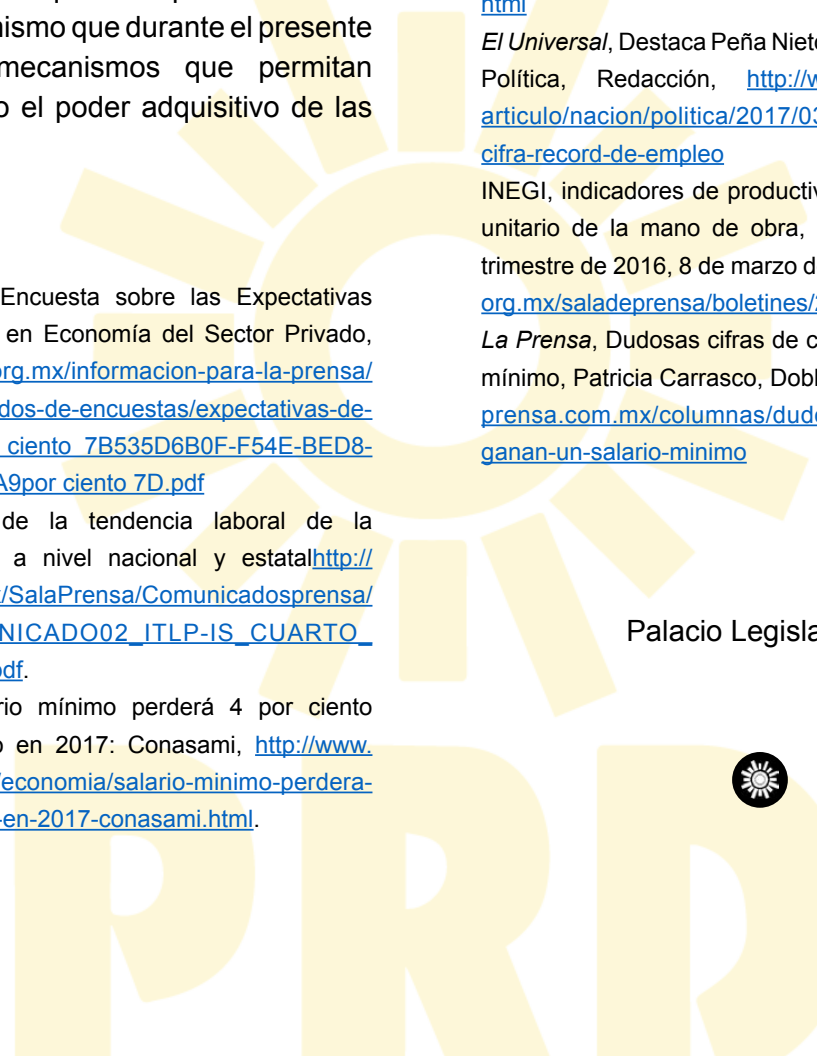 ismo que durante el presente
mecanismos que permitan
o el poder adquisitivo de las
Encuesta sobre las Expectativas
en Economía del Sector Privado,
org.mx/informacion-para-la-prensa/
dos-de-encuestas/expectativas-de-
ciento 7B535D6B0F-F54E-BED8-
A9por ciento 7D.pdf
de la tendencia laboral de la
a nivel nacional y estatalhttp://
/SalaPrensa/Comunicadosprensa/
NICADO02_ITLP-IS_CUARTO_
df.
rio mínimo perderá 4 por ciento
o en 2017: Conasami, http://www.
/economia/salario-minimo-perdera-
-en-2017-conasami.html.
html
El Universal, Destaca Peña Niet
Política, Redacción, http://w
articulo/nacion/politica/2017/03
cifra-record-de-empleo
INEGI, indicadores de productiv
unitario de la mano de obra,
trimestre de 2016, 8 de marzo d
org.mx/saladeprensa/boletines/2
La Prensa, Dudosas cifras de c
mínimo, Patricia Carrasco, Dobl
prensa.com.mx/columnas/dud
ganan-un-salario-minimo
Palacio Legisla
PRD